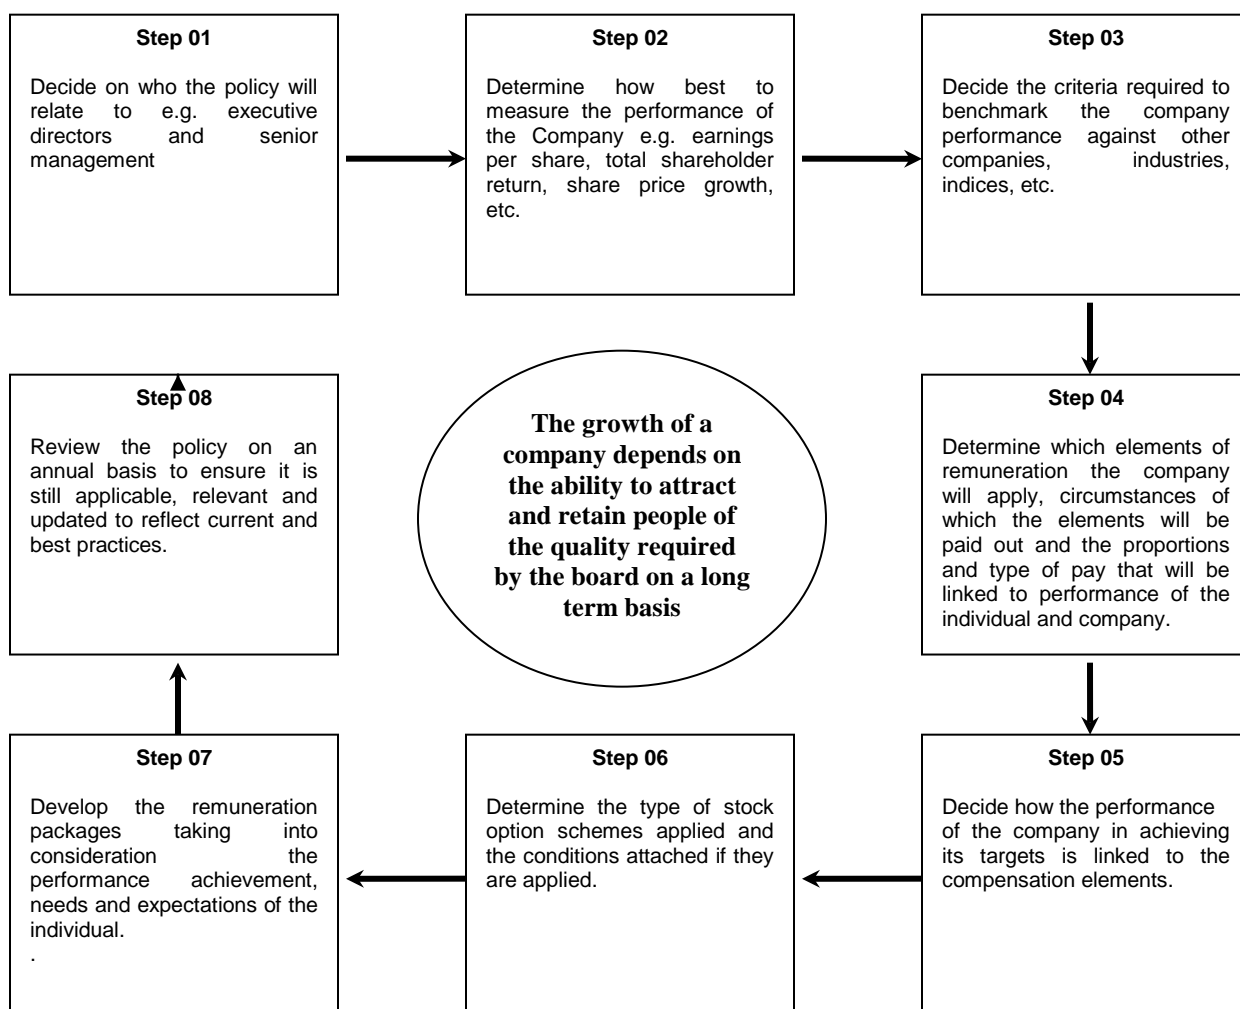 Step 01
Decide on who the policy will
relate to e.g. executive
directors and senior
management
Step 02
Determine how best to
measure the performance of
the Company e.g. earnings
per share, total shareholder
return, share price growth,
etc.
Step 03
Decide the criteria required to
benchmark the company
performance against other
companies, industries,
indices, etc.
Step 04
Determine which elements of
remuneration the company
will apply, circumstances of
which the elements will be
paid out and the proportions
and type of pay that will be
linked to performance of the
individual and company.
Step 05
Decide how the performance
of the company in achieving
its targets is linked to the
compensation elements.
Step 06
Determine the type of stock
option schemes applied and
the conditions attached if they
are applied.
Step 07
Develop the remuneration
packages taking into
consideration the
performance achievement,
needs and expectations of the
individual.
.
Step 08
Review the policy on an
annual basis to ensure it is
still applicable, relevant and
updated to reflect current and
best practices.
The growth of a
company depends on
the ability to attract
and retain people of
the quality required
by the board on a long
term basis